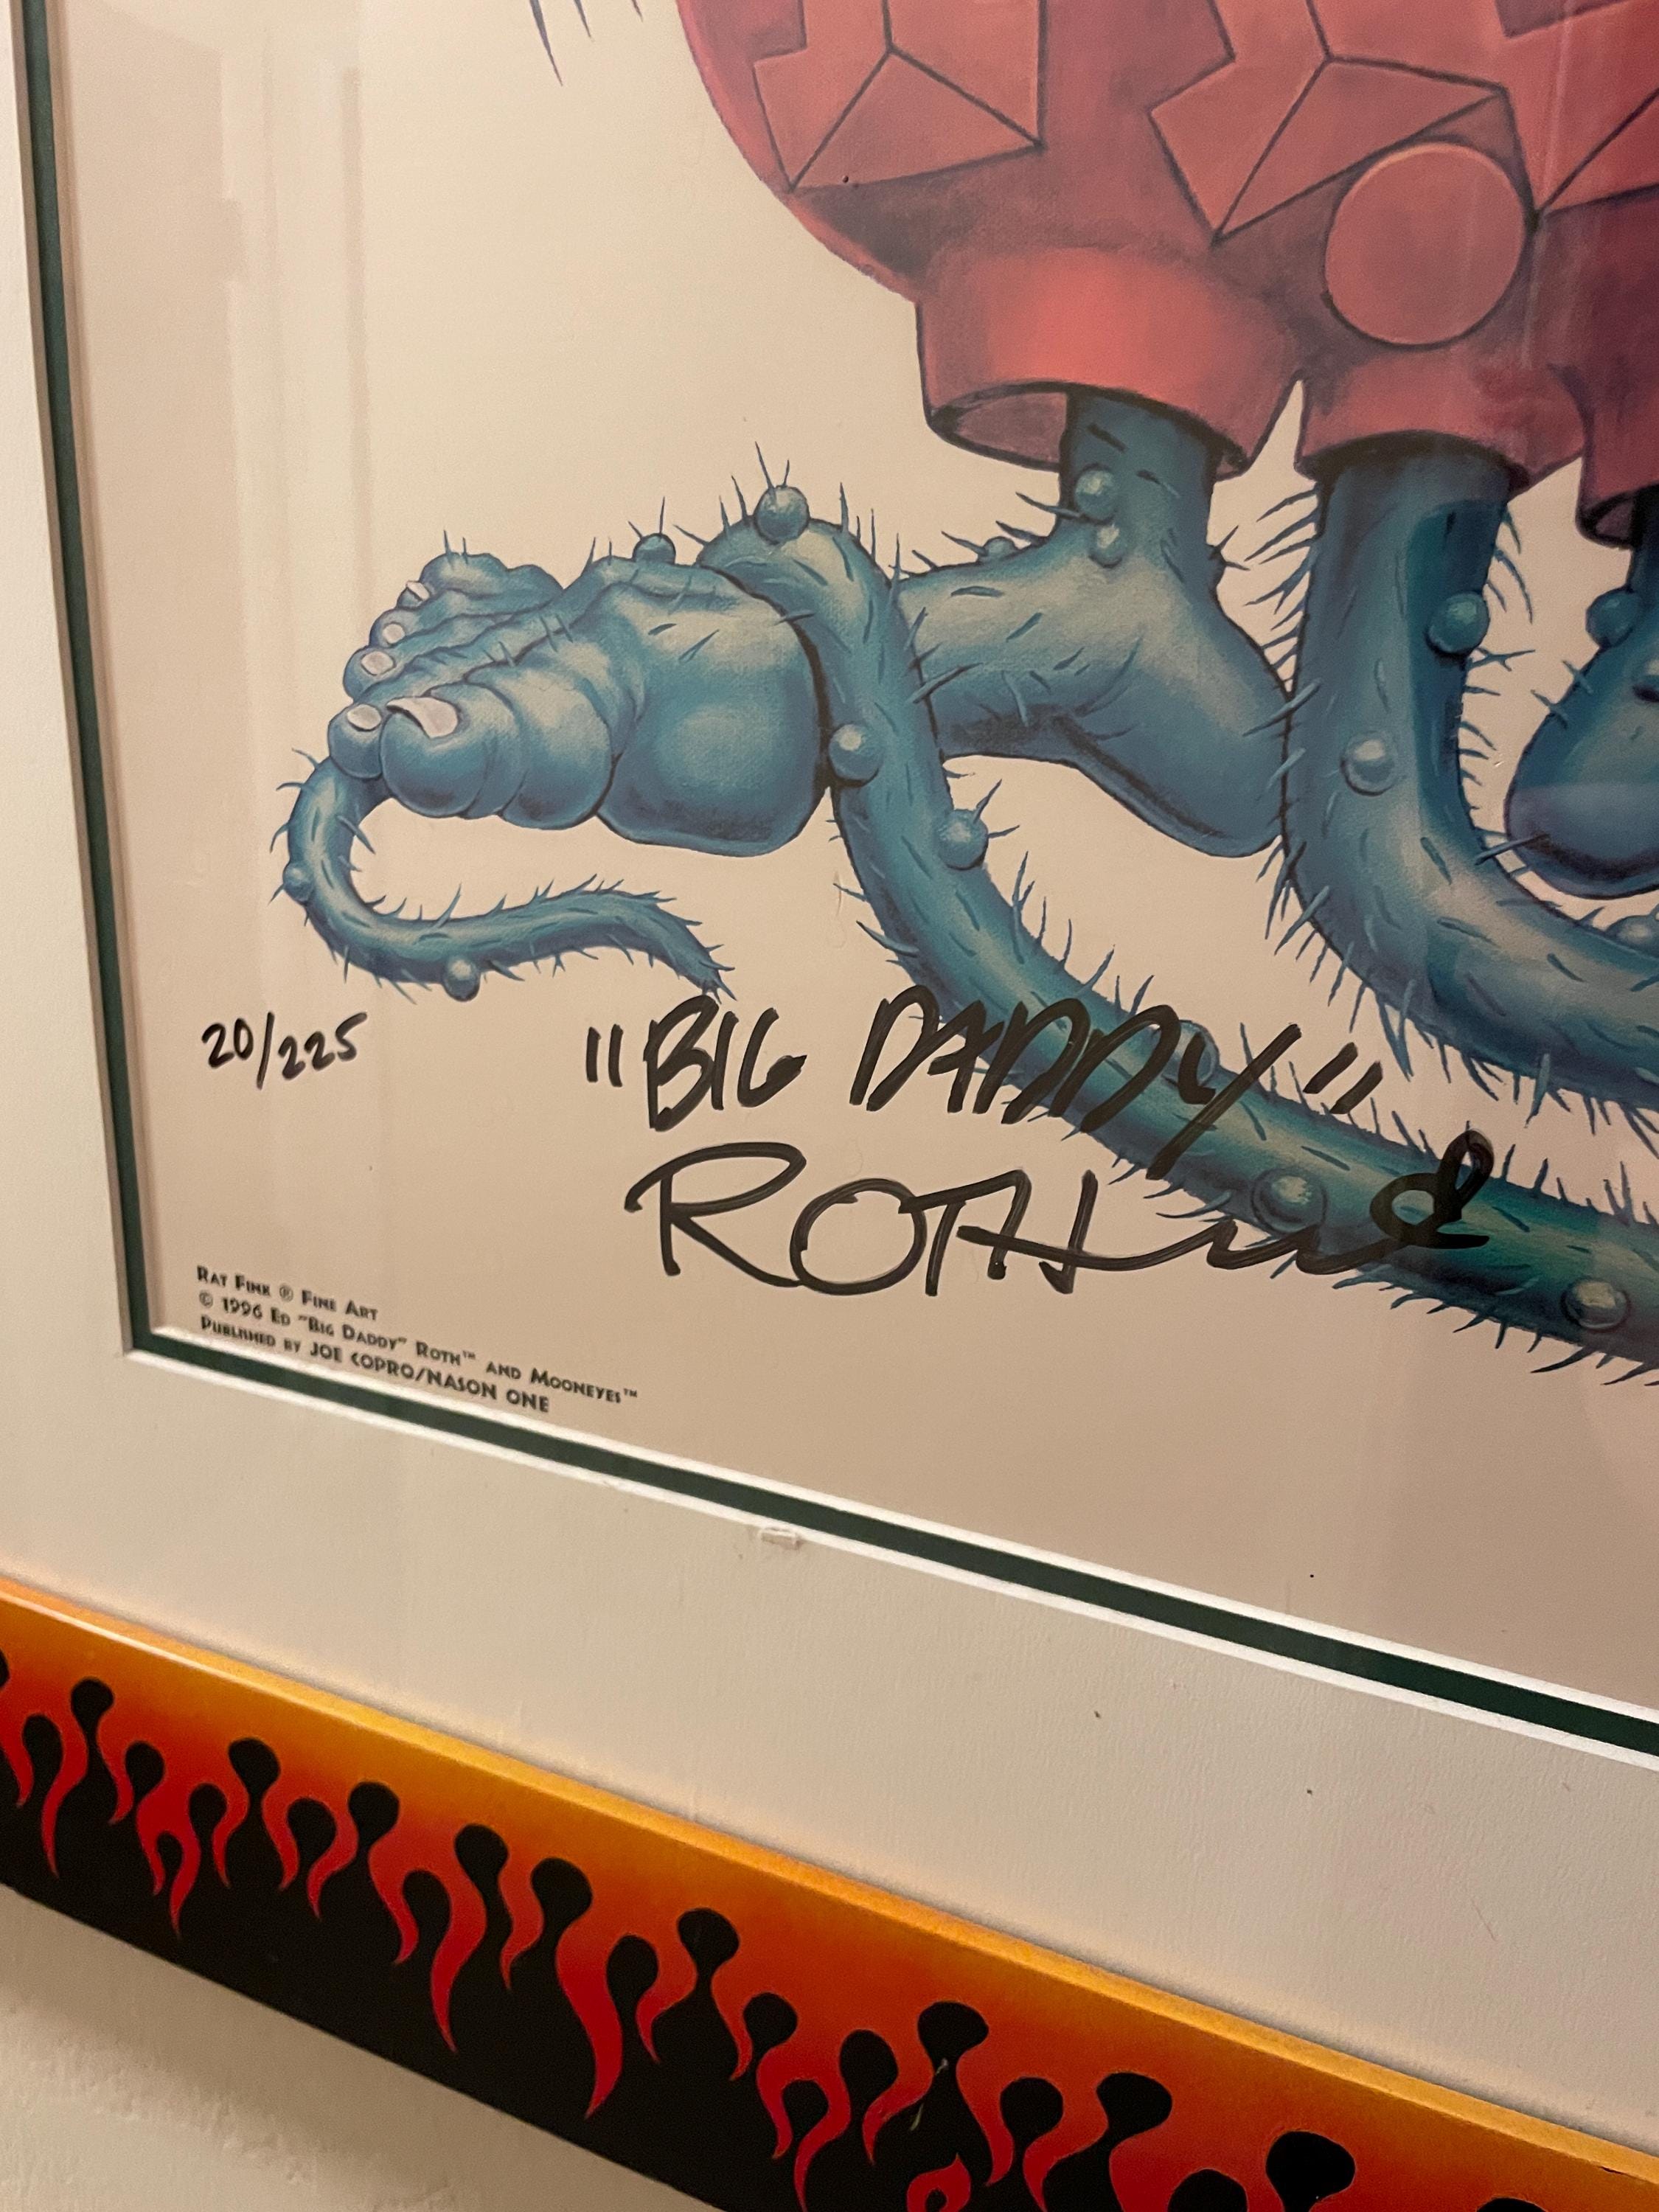 20/225
"BIG DADDY"
ROTH
RAT FINK ® FINE ART
© 1996 ED "BIG DADDY" ROTH™ AND MOONEYES™
PUBLISHED BY JOE COPRO/NASON ONE